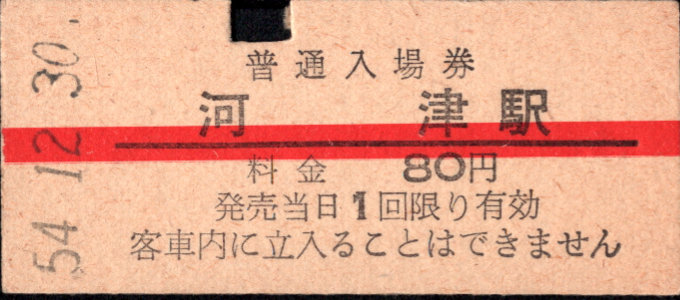 普通入場券
河津駅
料金 80円
発売当日1回限り有効
客車内に立入ることはできません
54.12.30.